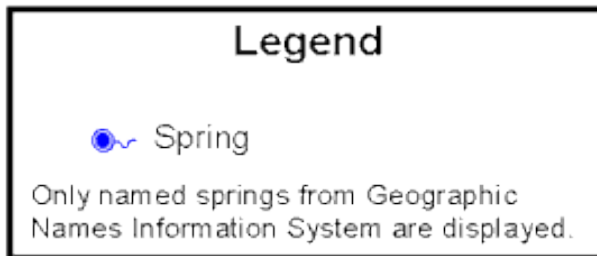 Legend
Spring
Only named springs from Geographic
Names Information System are displayed.